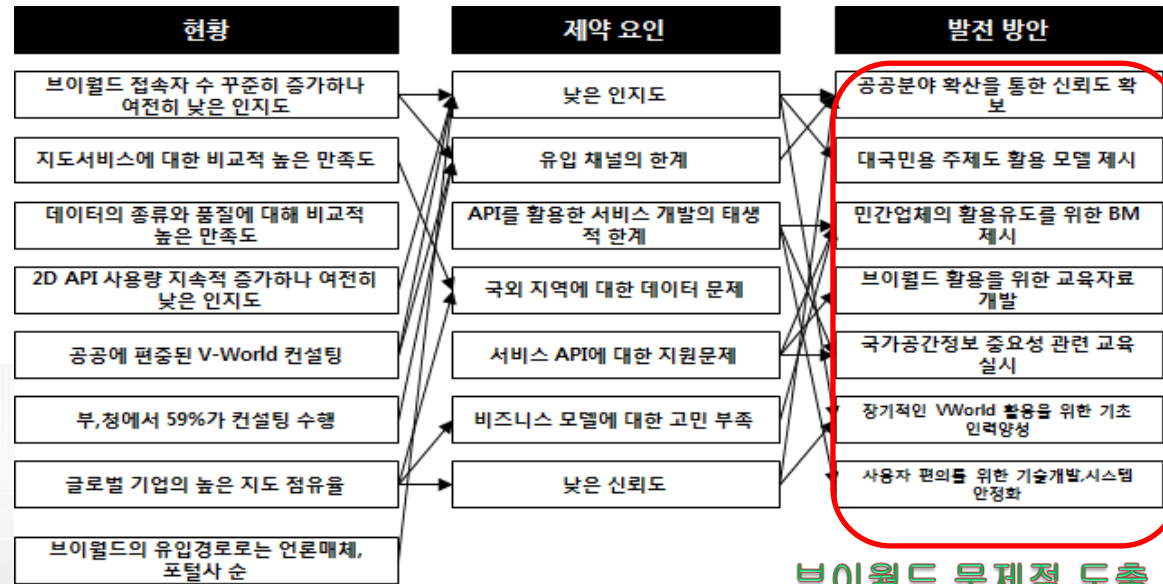 현황
제약 요인
발전 방안
브이월드 접속자 수 꾸준히 증가하나
여전히 낮은 인지도
지도서비스에 대한 비교적 높은 만족도
데이터의 종류와 품질에 대해 비교적
높은 만족도
2D API 사용량 지속적 증가하나 여전히
낮은 인지도
공공에 편중된 V-World 컨설팅
부,청에서 59%가 컨설팅 수행
글로벌 기업의 높은 지도 점유율
브이월드의 유입경로로는 언론매체,
포털사 순
낮은 인지도
유입 채널의 한계
API를 활용한 서비스 개발의 태생
적 한계
국외 지역에 대한 데이터 문제
서비스 API에 대한 지원문제
비즈니스 모델에 대한 고민 부족
낮은 신뢰도
공공분야 확산을 통한 신뢰도 확
보
대국민용 주제도 활용 모델 제시
민간업체의 활용유도를 위한 BM
제시
브이월드 활용을 위한 교육자료
개발
국가공간정보 중요성 관련 교육
실시
장기적인 VWorld 활용을 위한 기초
인력양성
사용자 편의를 위한 기술개발,시스템
안정화
브이월드 문제점 도출